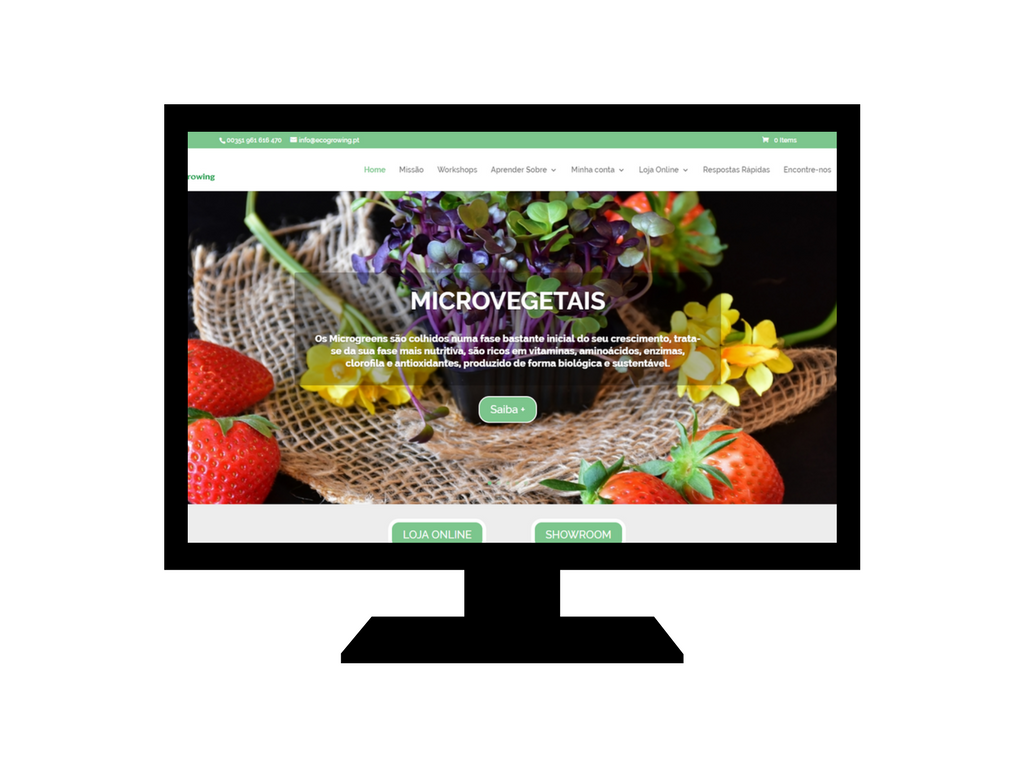 00351 961 616 470 info@ecogrowing.pt 0 Items
rowing
Home Missão Workshops Aprender Sobre Minha conta Loja Online Respostas Rápidas Encontre-nos
MICROVEGETAIS
Os Microgreens são colhidos numa fase bastante inicial do seu crescimento, trata-
se da sua fase mais nutritiva, são ricos em vitaminas, aminoácidos, enzimas,
clorofila e antioxidantes, produzido de forma biológica e sustentável.
Saiba +
LOJA ONLINE SHOWROOM